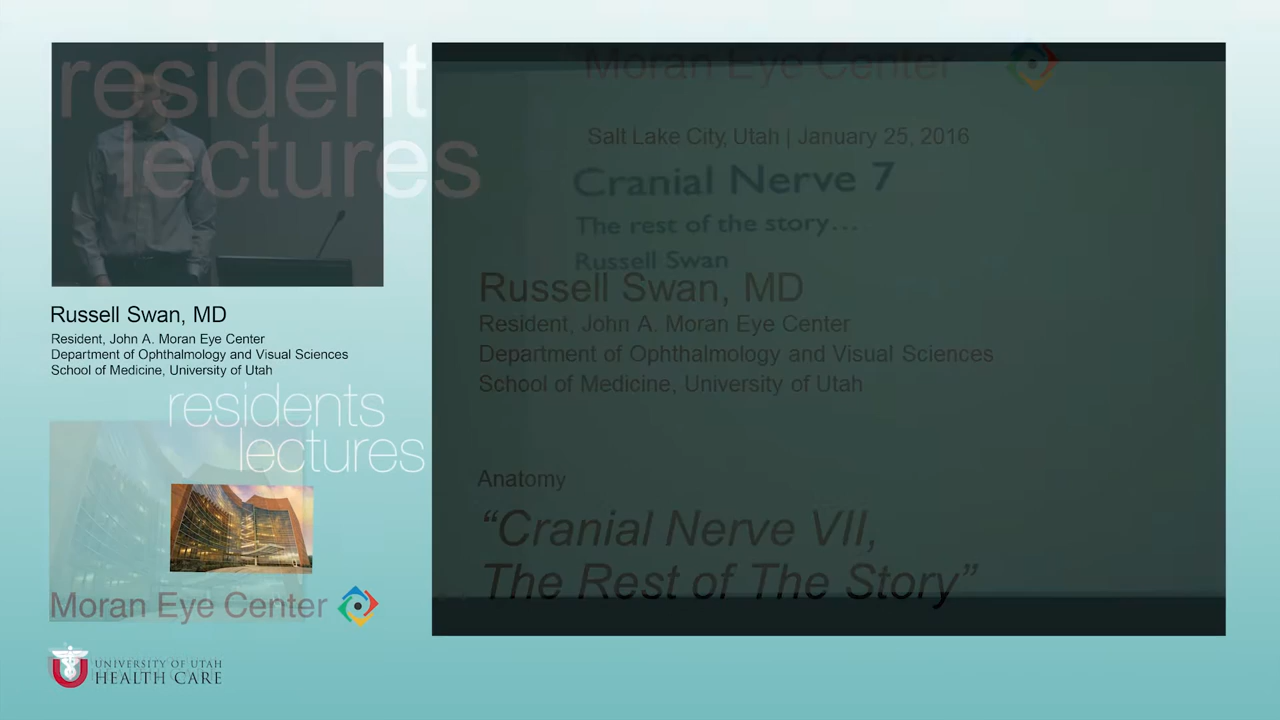 residents
lectures
Russell Swan, MD
Resident, John A. Moran Eye Center
Department of Ophthalmology and Visual Sciences
School of Medicine, University of Utah
residents
lectures
Moran Eye Center
UNIVERSITY OF UTAH
HEALTH CARE
Moran Eye Center
Salt Lake City, Utah | January 25, 2016
Cranial Nerve 7
The rest of the story...
Russell Swan
Russell Swan, MD
Resident, John A. Moran Eye Center
Department of Ophthalmology and Visual Sciences
School of Medicine, University of Utah
Anatomy
“Cranial Nerve VII,
The Rest of The Story”